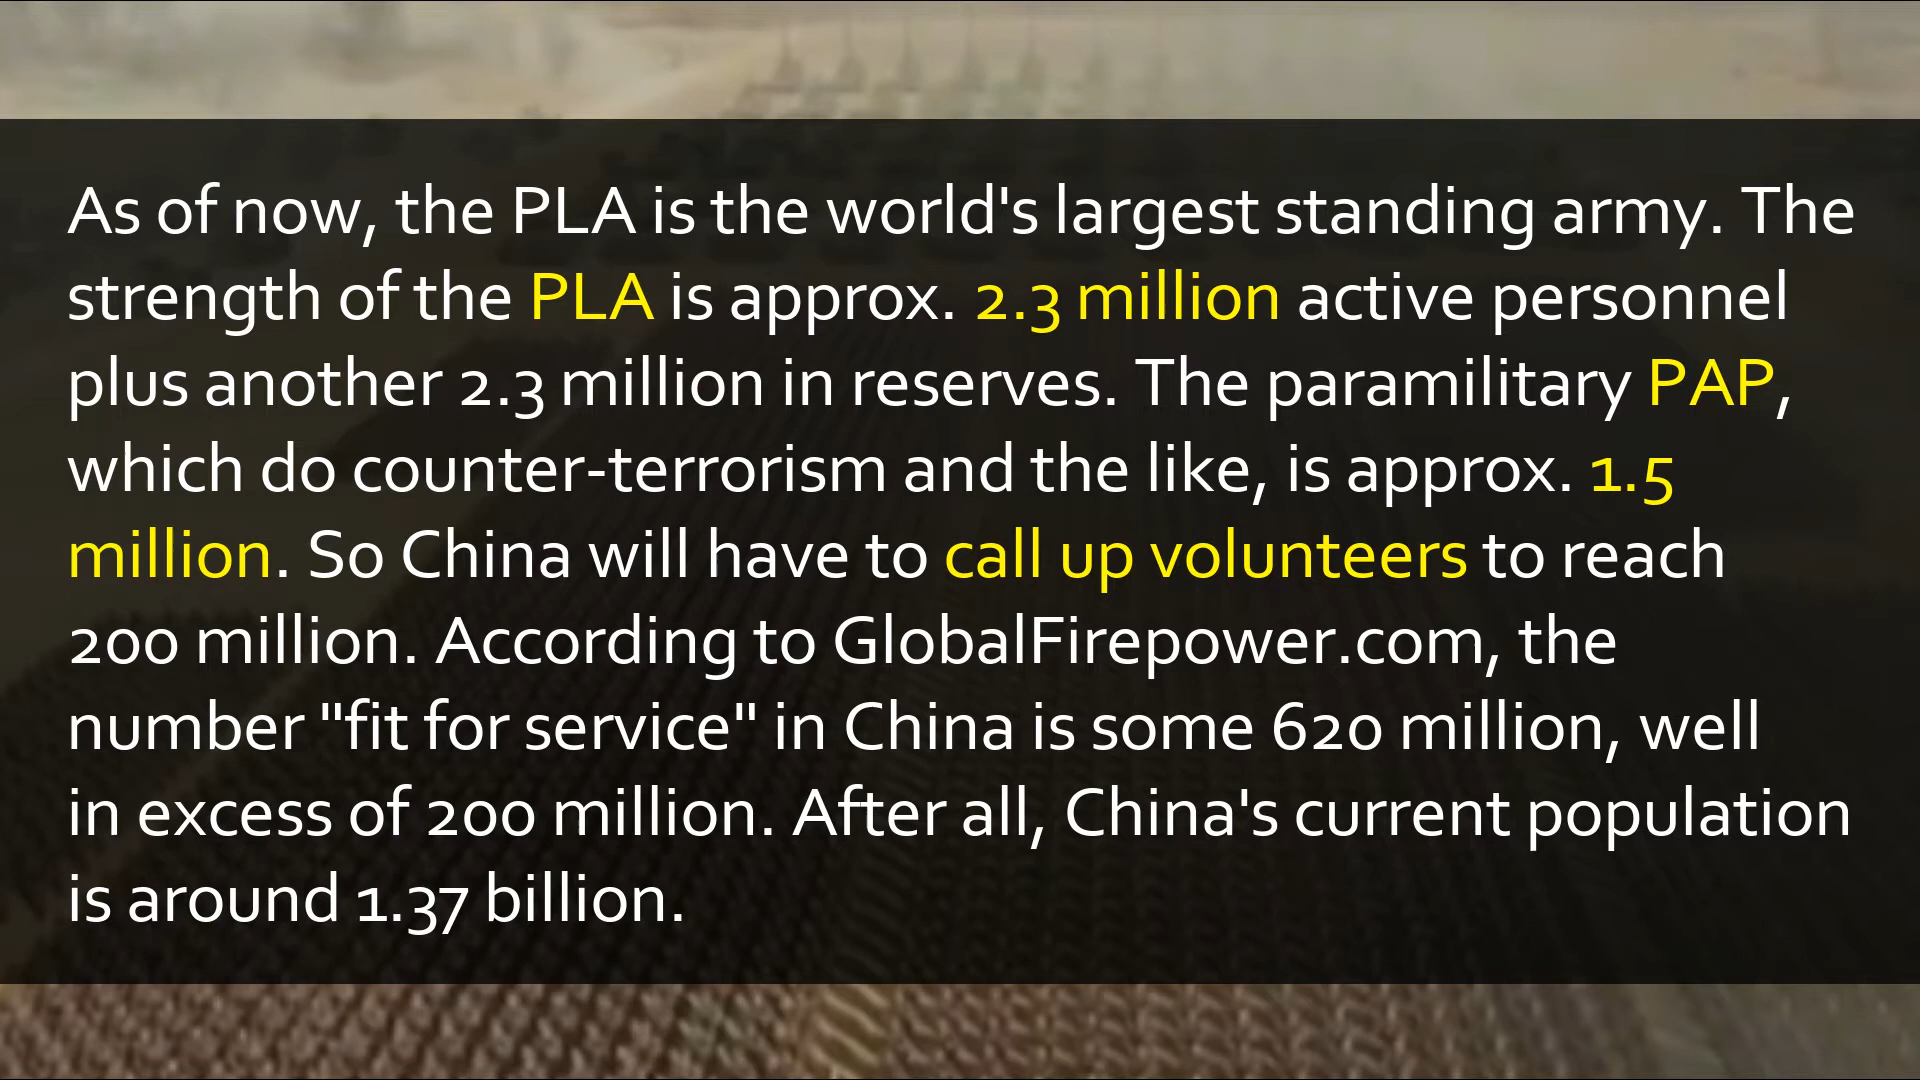 As of now, the PLA is the world's largest standing army. The
strength of the PLA is approx. 2.3 million active personnel
plus another 2.3 million in reserves. The paramilitary PAP,
which do counter-terrorism and the like, is approx. 1.5
million. So China will have to call up volunteers to reach
200 million. According to GlobalFirepower.com, the
number "fit for service" in China is some 620 million, well
in excess of 200 million. After all, China's current population
is around 1.37 billion.